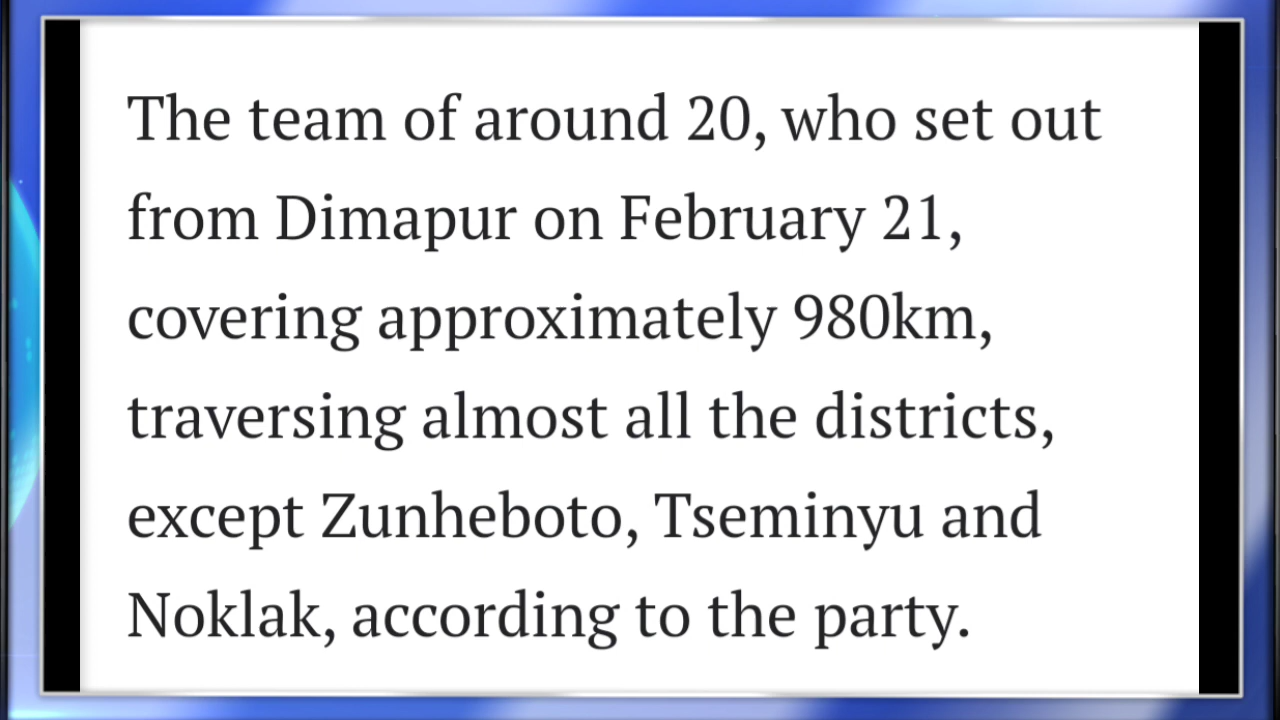 The team of around 20, who set out
from Dimapur on February 21,
covering approximately 980km,
traversing almost all the districts,
except Zunheboto, Tseminyu and
Noklak, according to the party.